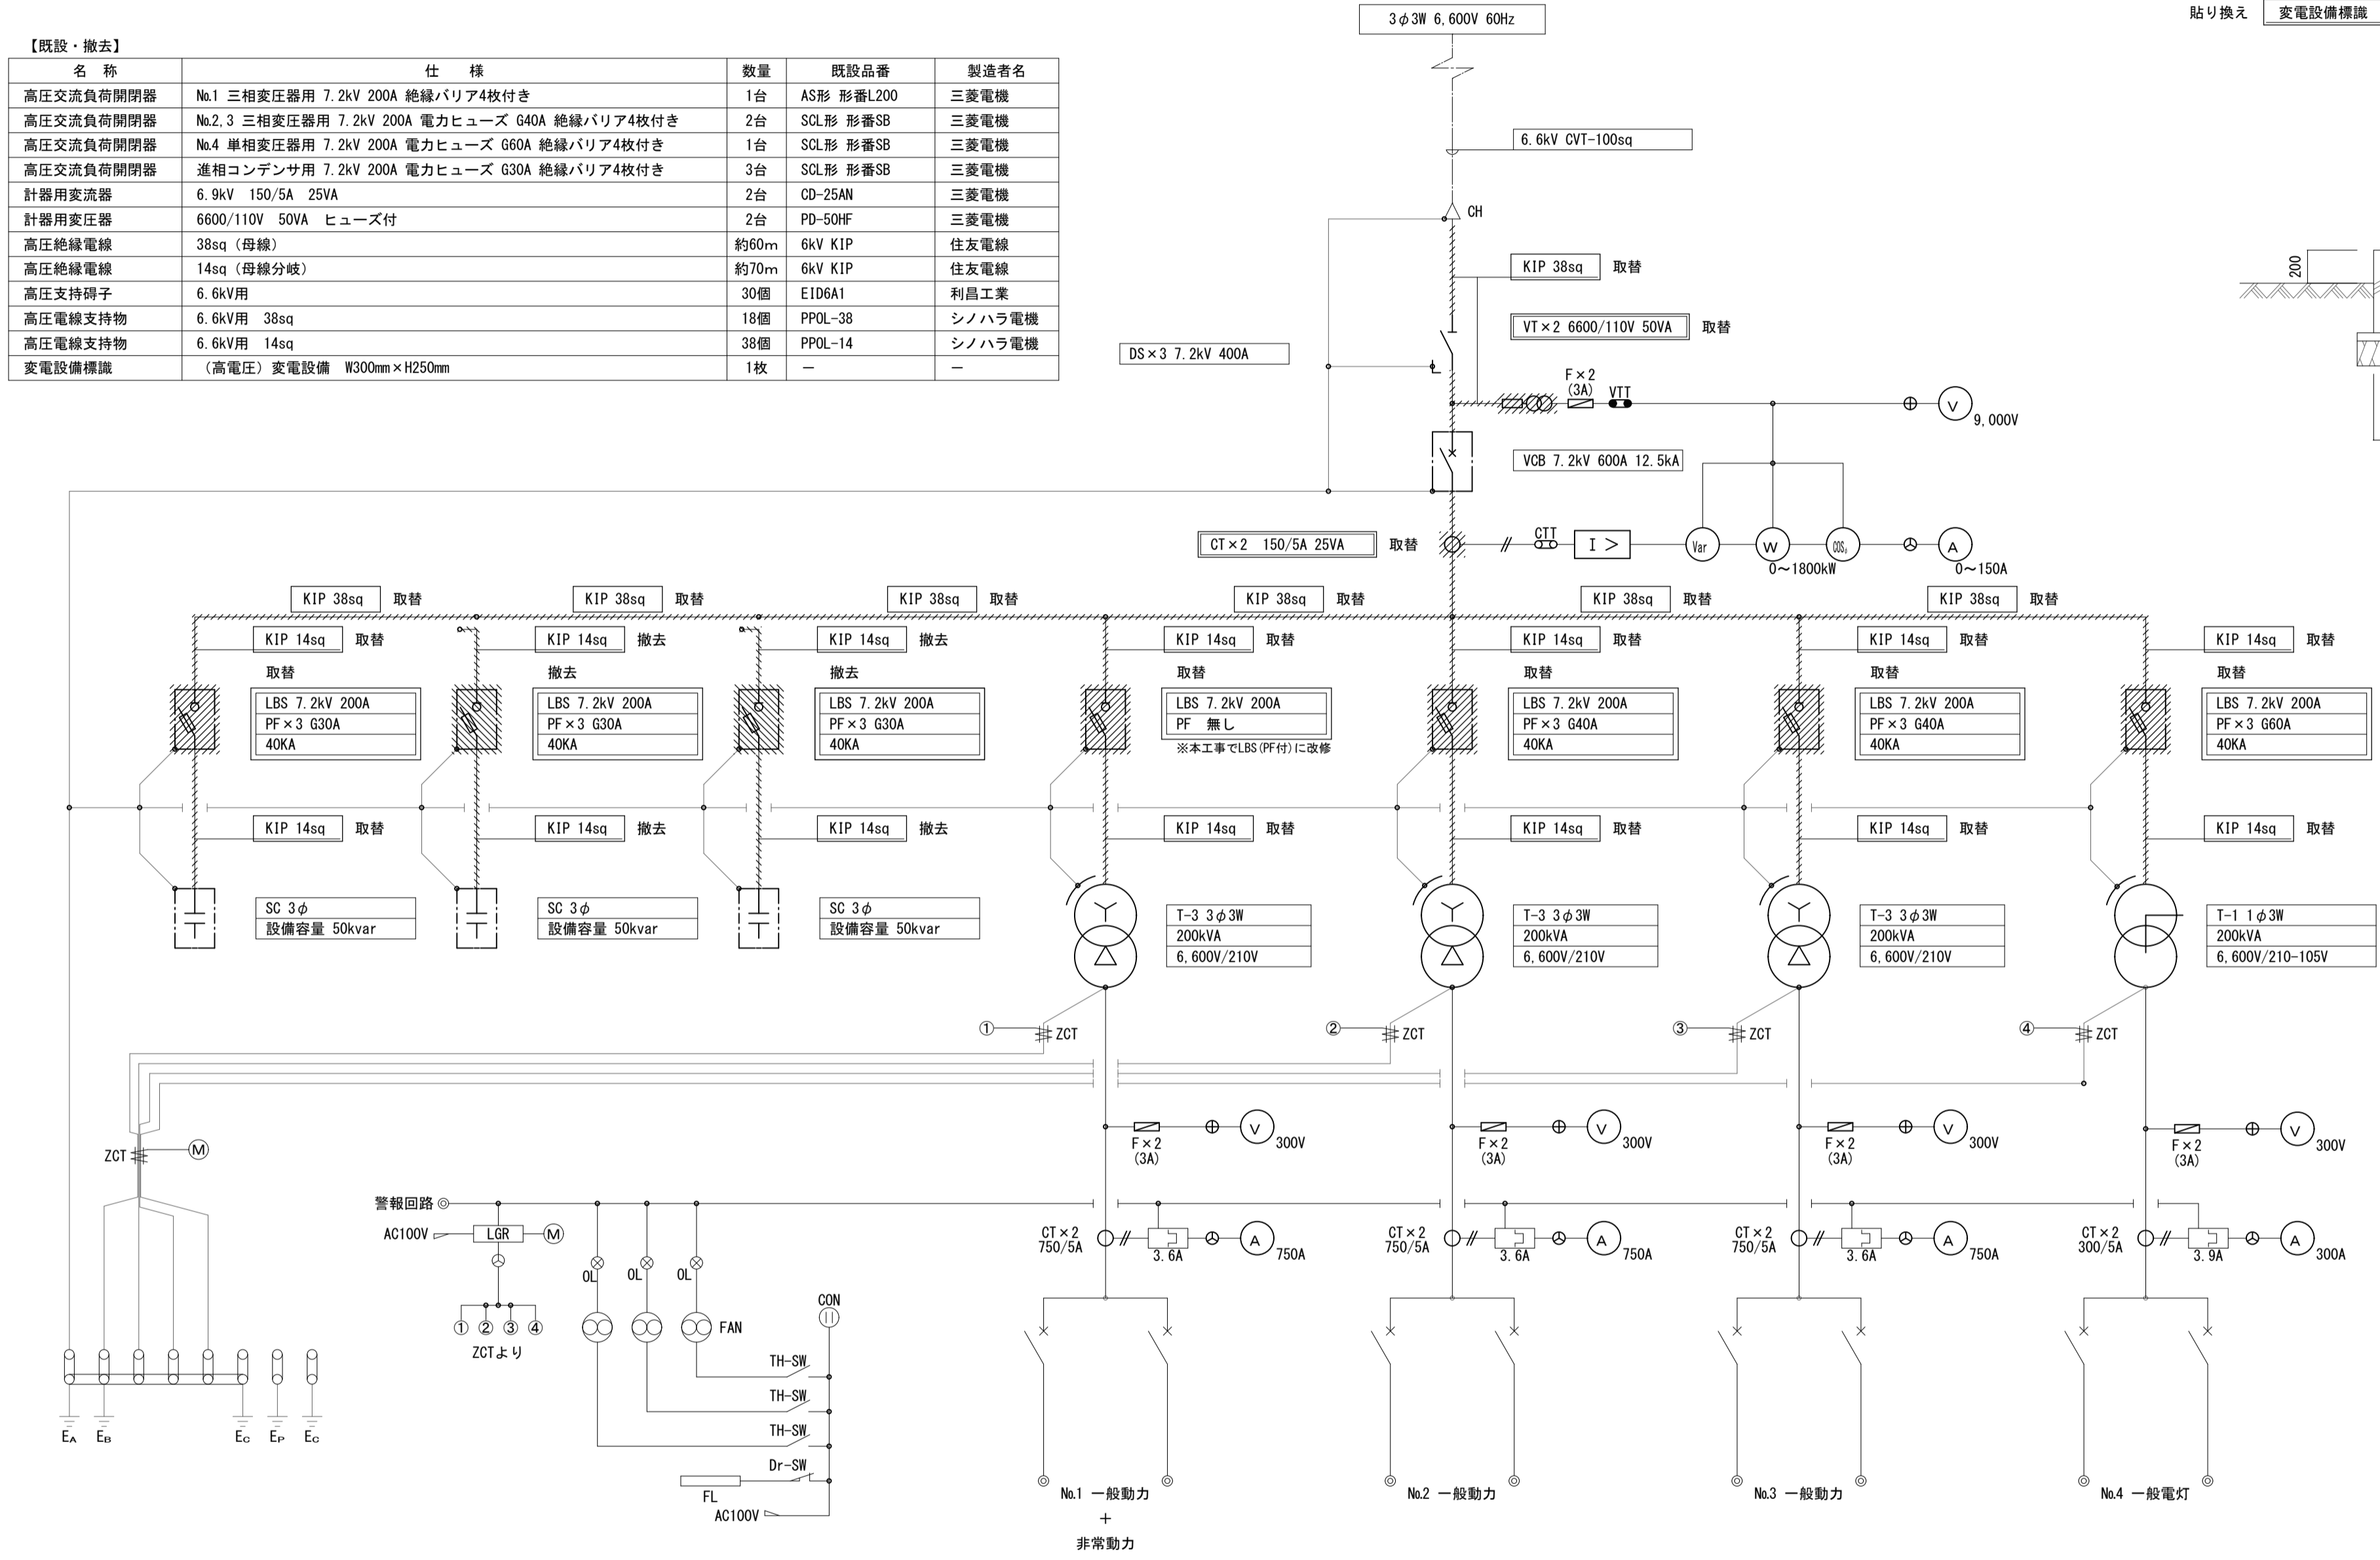 3φ3W 6,600V 60Hz
貼り換え 変電設備標識
【既設・撤去】
名 称 仕 様 数量 既設品番 製造者名
高圧交流負荷開閉器 №1 三相変圧器用 7.2kV 200A 絶縁バリア4枚付き 1台 AS形 形番L200 三菱電機
高圧交流負荷開閉器 №2,3 三相変圧器用 7.2kV 200A 電力ヒューズ G40A 絶縁バリア4枚付き 2台 SCL形 形番SB 三菱電機
高圧交流負荷開閉器 №4 単相変圧器用 7.2kV 200A 電力ヒューズ G60A 絶縁バリア4枚付き 1台 SCL形 形番SB 三菱電機
高圧交流負荷開閉器 進相コンデンサ用 7.2kV 200A 電力ヒューズ G30A 絶縁バリア4枚付き 3台 SCL形 形番SB 三菱電機
計器用変流器 6.9kV 150/5A 25VA 2台 CD-25AN 三菱電機
計器用変圧器 6600/110V 50VA ヒューズ付 2台 PD-50HF 三菱電機
高圧絶縁電線 38sq（母線） 約60m 6kV KIP 住友電線
高圧絶縁電線 14sq（母線分岐） 約70m 6kV KIP 住友電線
高圧支持碍子 6.6kV用 30個 EID6A1 利昌工業
高圧電線支持物 6.6kV用 38sq 18個 PPOL-38 シノハラ電機
高圧電線支持物 6.6kV用 14sq 38個 PPOL-14 シノハラ電機
変電設備標識 （高電圧）変電設備 W300mm×H250mm 1枚 － －
6.6kV CVT-100sq
CH
KIP 38sq 取替
200
VT×2 6600/110V 50VA 取替
DS×3 7.2kV 400A
F×2
(3A)
VTT
V
9,000V
VCB 7.2kV 600A 12.5kA
CT×2 150/5A 25VA 取替
CTT
I ＞
Var
W
COSφ
A
0～1800kW
0～150A
KIP 38sq 取替 KIP 38sq 取替 KIP 38sq 取替 KIP 38sq 取替 KIP 38sq 取替 KIP 38sq 取替
KIP 14sq 取替 KIP 14sq 撤去 KIP 14sq 撤去 KIP 14sq 取替 KIP 14sq 取替 KIP 14sq 取替 KIP 14sq 取替
取替 撤去 撤去 取替 取替 取替 取替
LBS 7.2kV 200A LBS 7.2kV 200A LBS 7.2kV 200A LBS 7.2kV 200A LBS 7.2kV 200A LBS 7.2kV 200A LBS 7.2kV 200A
PF×3 G30A PF×3 G30A PF×3 G30A PF 無し PF×3 G40A PF×3 G40A PF×3 G60A
40KA 40KA 40KA ※本工事でLBS(PF付)に改修 40KA 40KA 40KA
KIP 14sq 取替 KIP 14sq 撤去 KIP 14sq 撤去 KIP 14sq 取替 KIP 14sq 取替 KIP 14sq 取替 KIP 14sq 取替
SC 3φ SC 3φ SC 3φ T-3 3φ3W T-3 3φ3W T-3 3φ3W T-1 1φ3W
設備容量 50kvar 設備容量 50kvar 設備容量 50kvar 200kVA 200kVA 200kVA 200kVA
6,600V/210V 6,600V/210V 6,600V/210V 6,600V/210-105V
① ZCT ② ZCT ③ ZCT ④ ZCT
ZCT M
V 300V V 300V V 300V V 300V
F×2 F×2 F×2 F×2
(3A) (3A) (3A) (3A)
警報回路
AC100V LGR M
CT×2 CT×2 CT×2 CT×2
750/5A 750/5A 750/5A 300/5A
A 750A A 750A A 750A A 300A
3.6A 3.6A 3.6A 3.9A
OL OL OL
CON
① ② ③ ④ FAN
ZCTより
TH-SW
TH-SW
TH-SW
Dr-SW
FL
AC100V
EA EB EC EP EC
№1 一般動力 №2 一般動力 №3 一般動力 №4 一般電灯
＋
非常動力